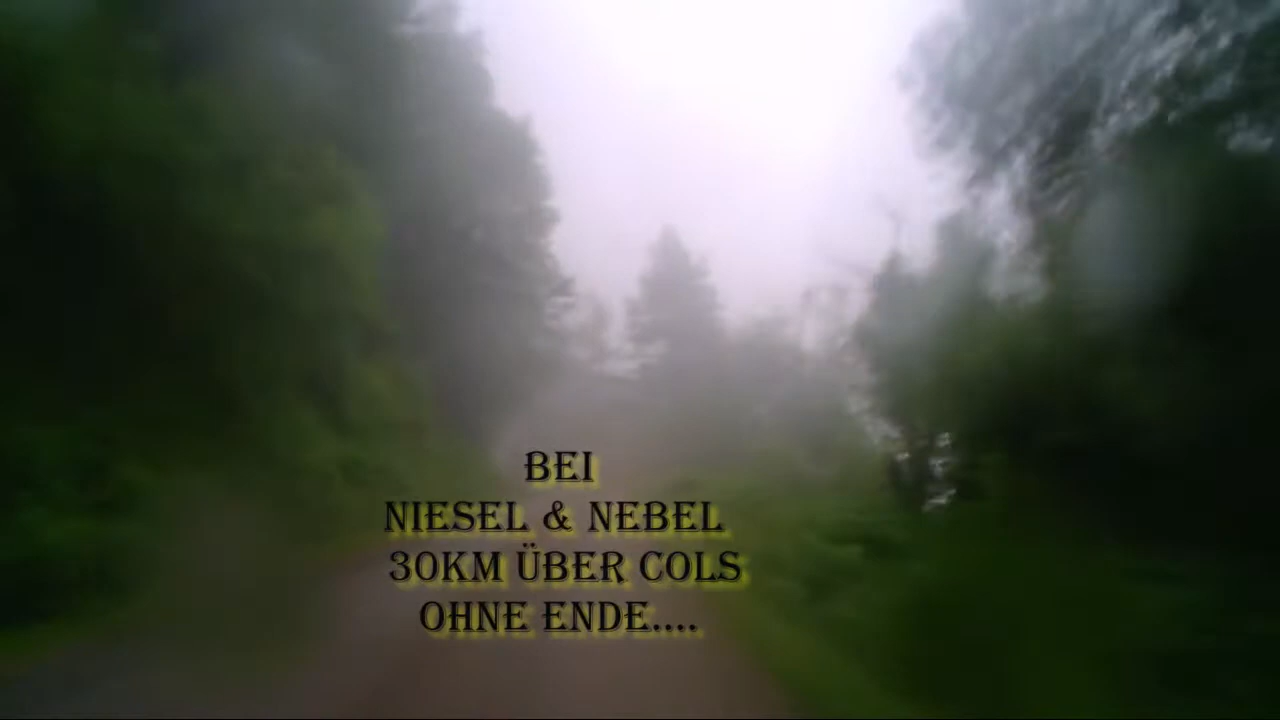 BEI
NIESEL & NEBEL
30KM ÜBER COLS
OHNE ENDE....